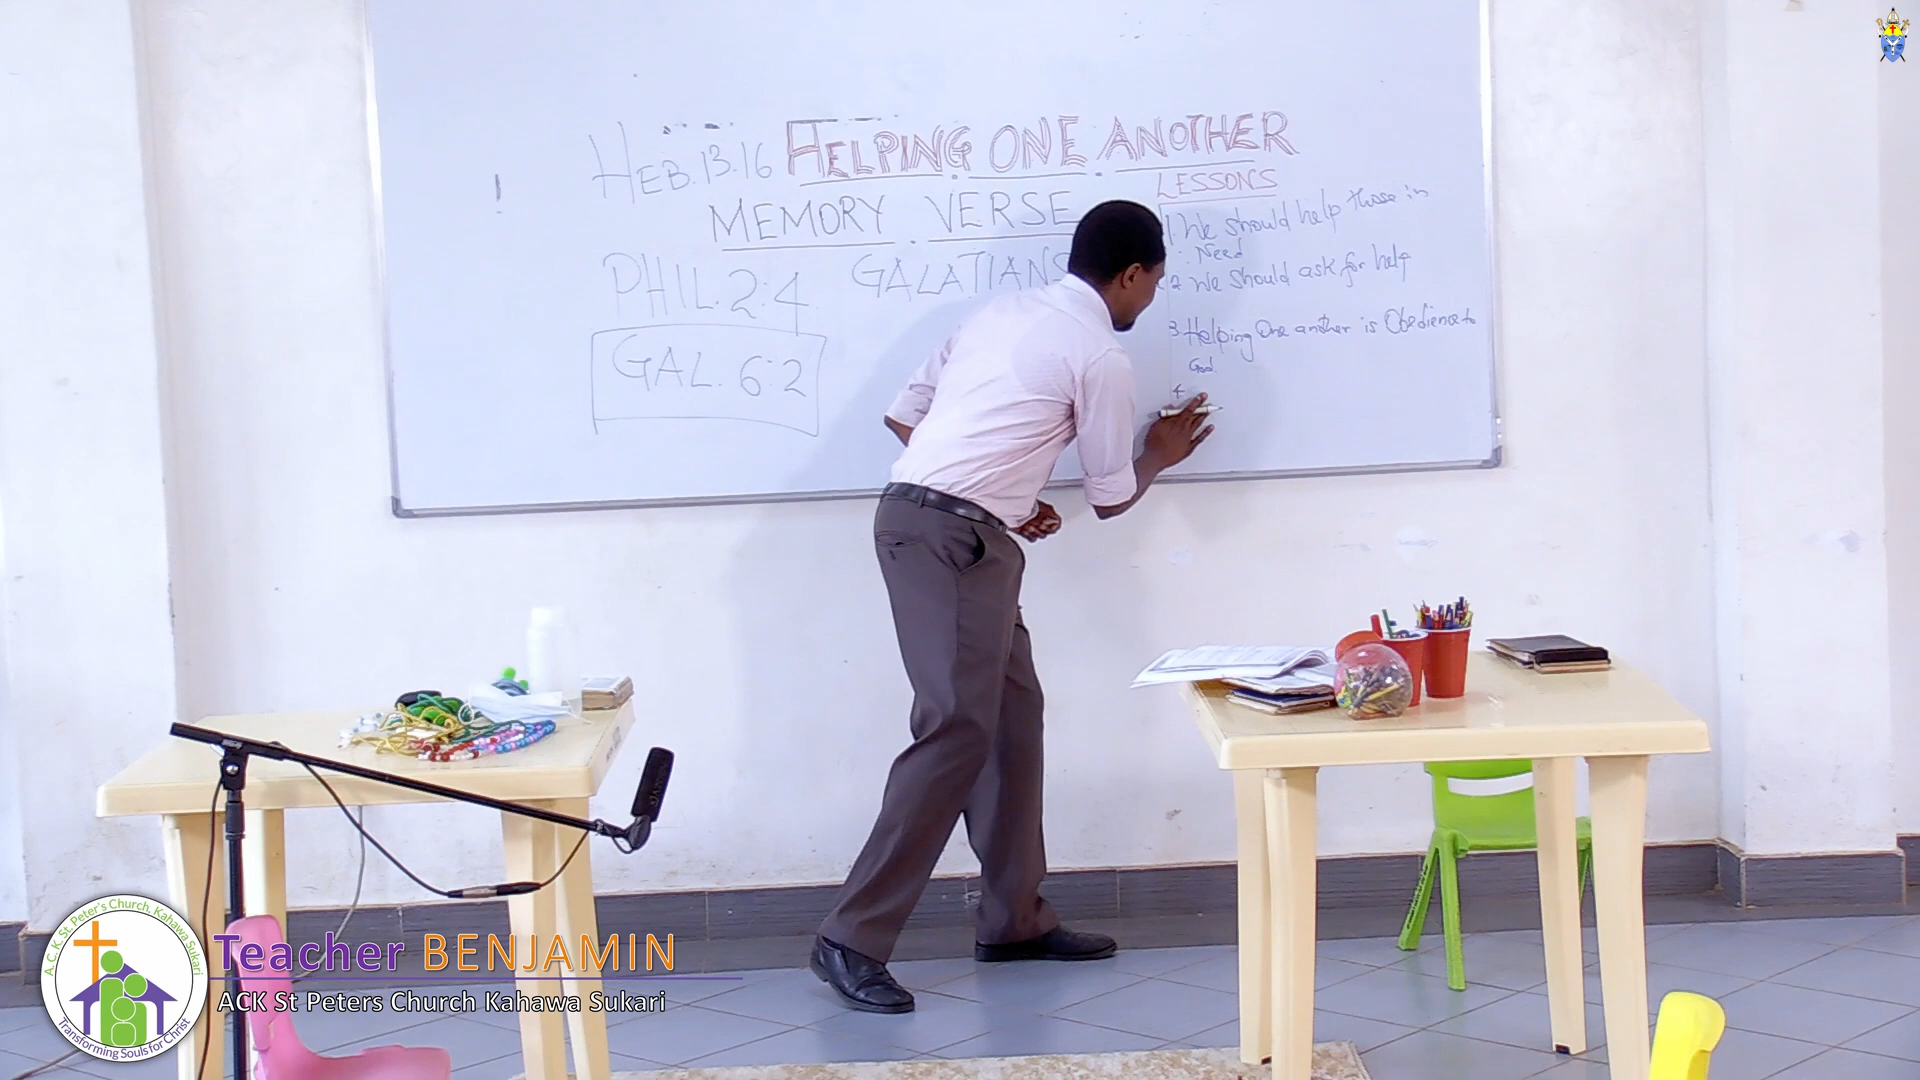 HEB. 13:16 HELPING ONE ANOTHER
MEMORY VERSE
PHIL. 2:4 GALATIANS
GAL. 6:2
LESSONS
1. We should help those in
Need
2 We should ask for help
3 Helping One another is Obedience to
God.
4
Teacher BENJAMIN
ACK St Peters Church Kahawa Sukari
A.C.K. St. Peter's Church, Kahawa Sukari
Transforming Souls for Christ